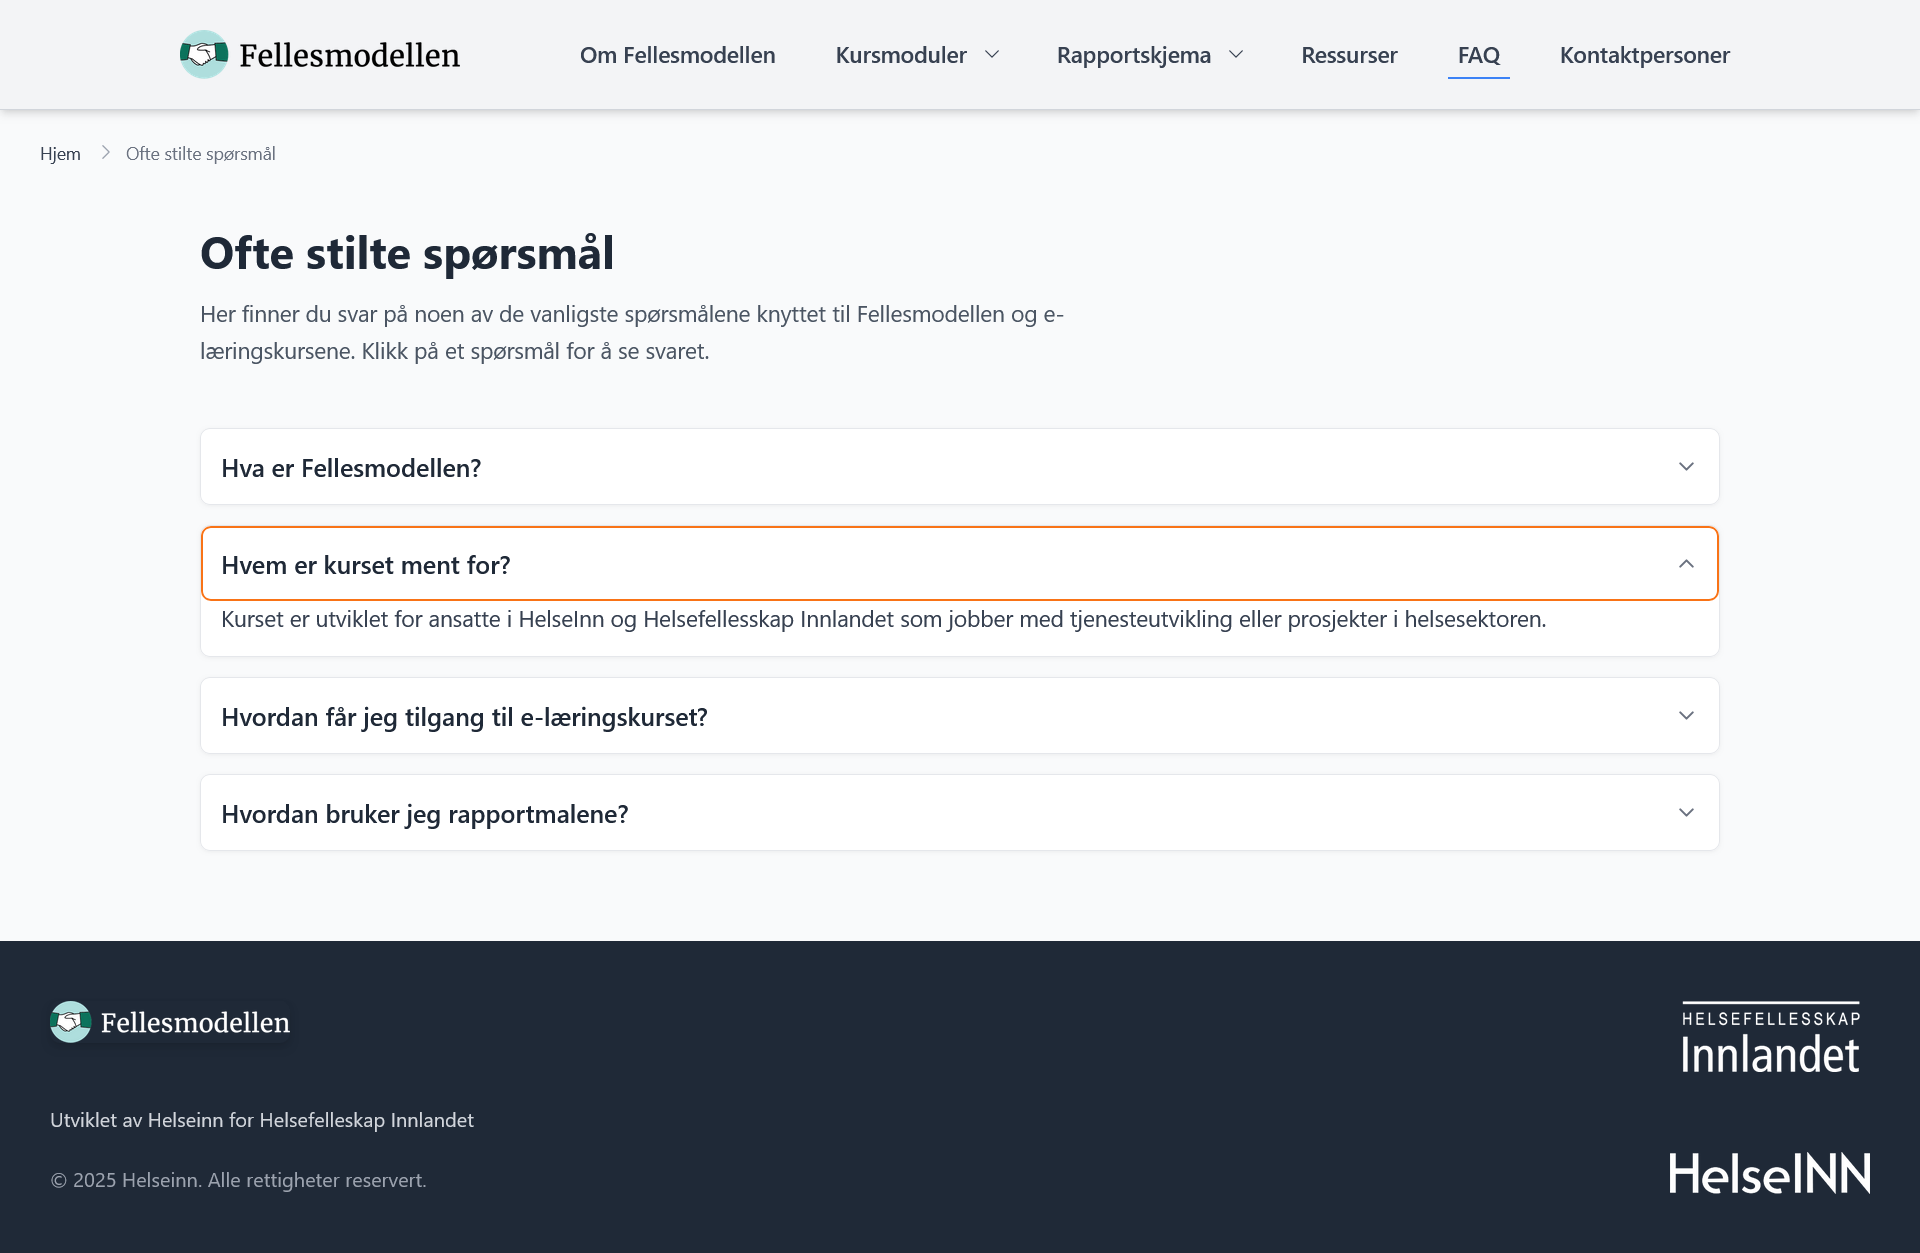 Fellesmodellen
Om Fellesmodellen
Kursmoduler
Rapportskjema
Ressurser
FAQ
Kontaktpersoner
Hjem
Ofte stilte spørsmål
Ofte stilte spørsmål
Her finner du svar på noen av de vanligste spørsmålene knyttet til Fellesmodellen og e-
læringskursene. Klikk på et spørsmål for å se svaret.
Hva er Fellesmodellen?
Hvem er kurset ment for?
Kurset er utviklet for ansatte i HelseInn og Helsefellesskap Innlandet som jobber med tjenesteutvikling eller prosjekter i helsesektoren.
Hvordan får jeg tilgang til e-læringskurset?
Hvordan bruker jeg rapportmalene?
Fellesmodellen
HELSEFELLESSKAP
Innlandet
Utviklet av Helseinn for Helsefelleskap Innlandet
© 2025 Helseinn. Alle rettigheter reservert.
HelseINN